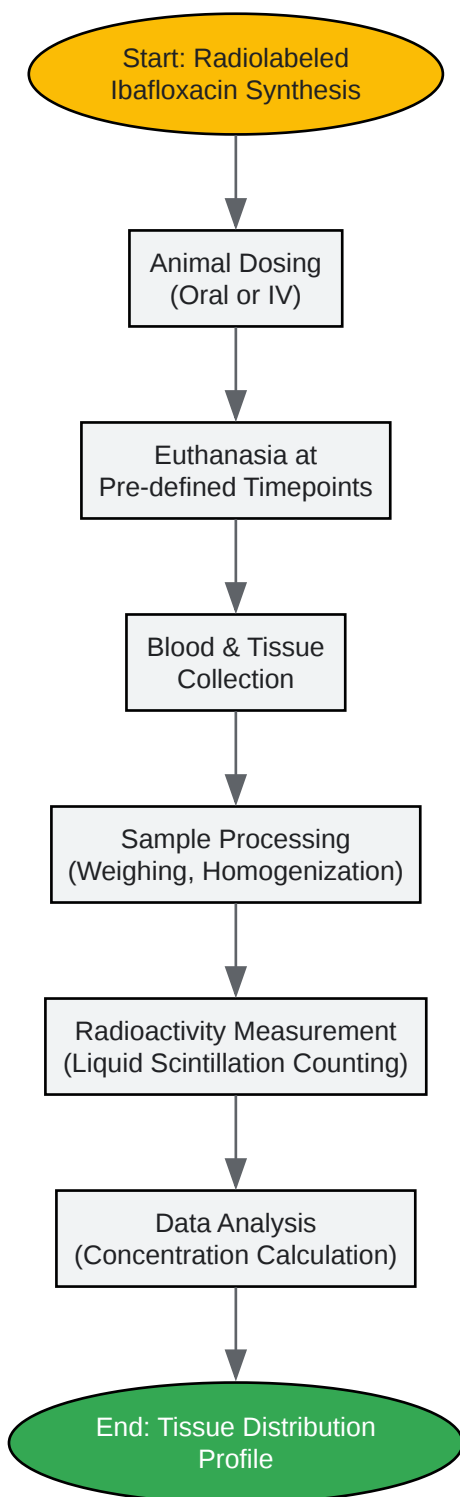 Start: Radiolabeled
Ibafloxacin Synthesis
Animal Dosing
(Oral or IV)
Euthanasia at
Pre-defined Timepoints
Blood & Tissue
Collection
Sample Processing
(Weighing, Homogenization)
Radioactivity Measurement
(Liquid Scintillation Counting)
Data Analysis
(Concentration Calculation)
End: Tissue Distribution
Profile